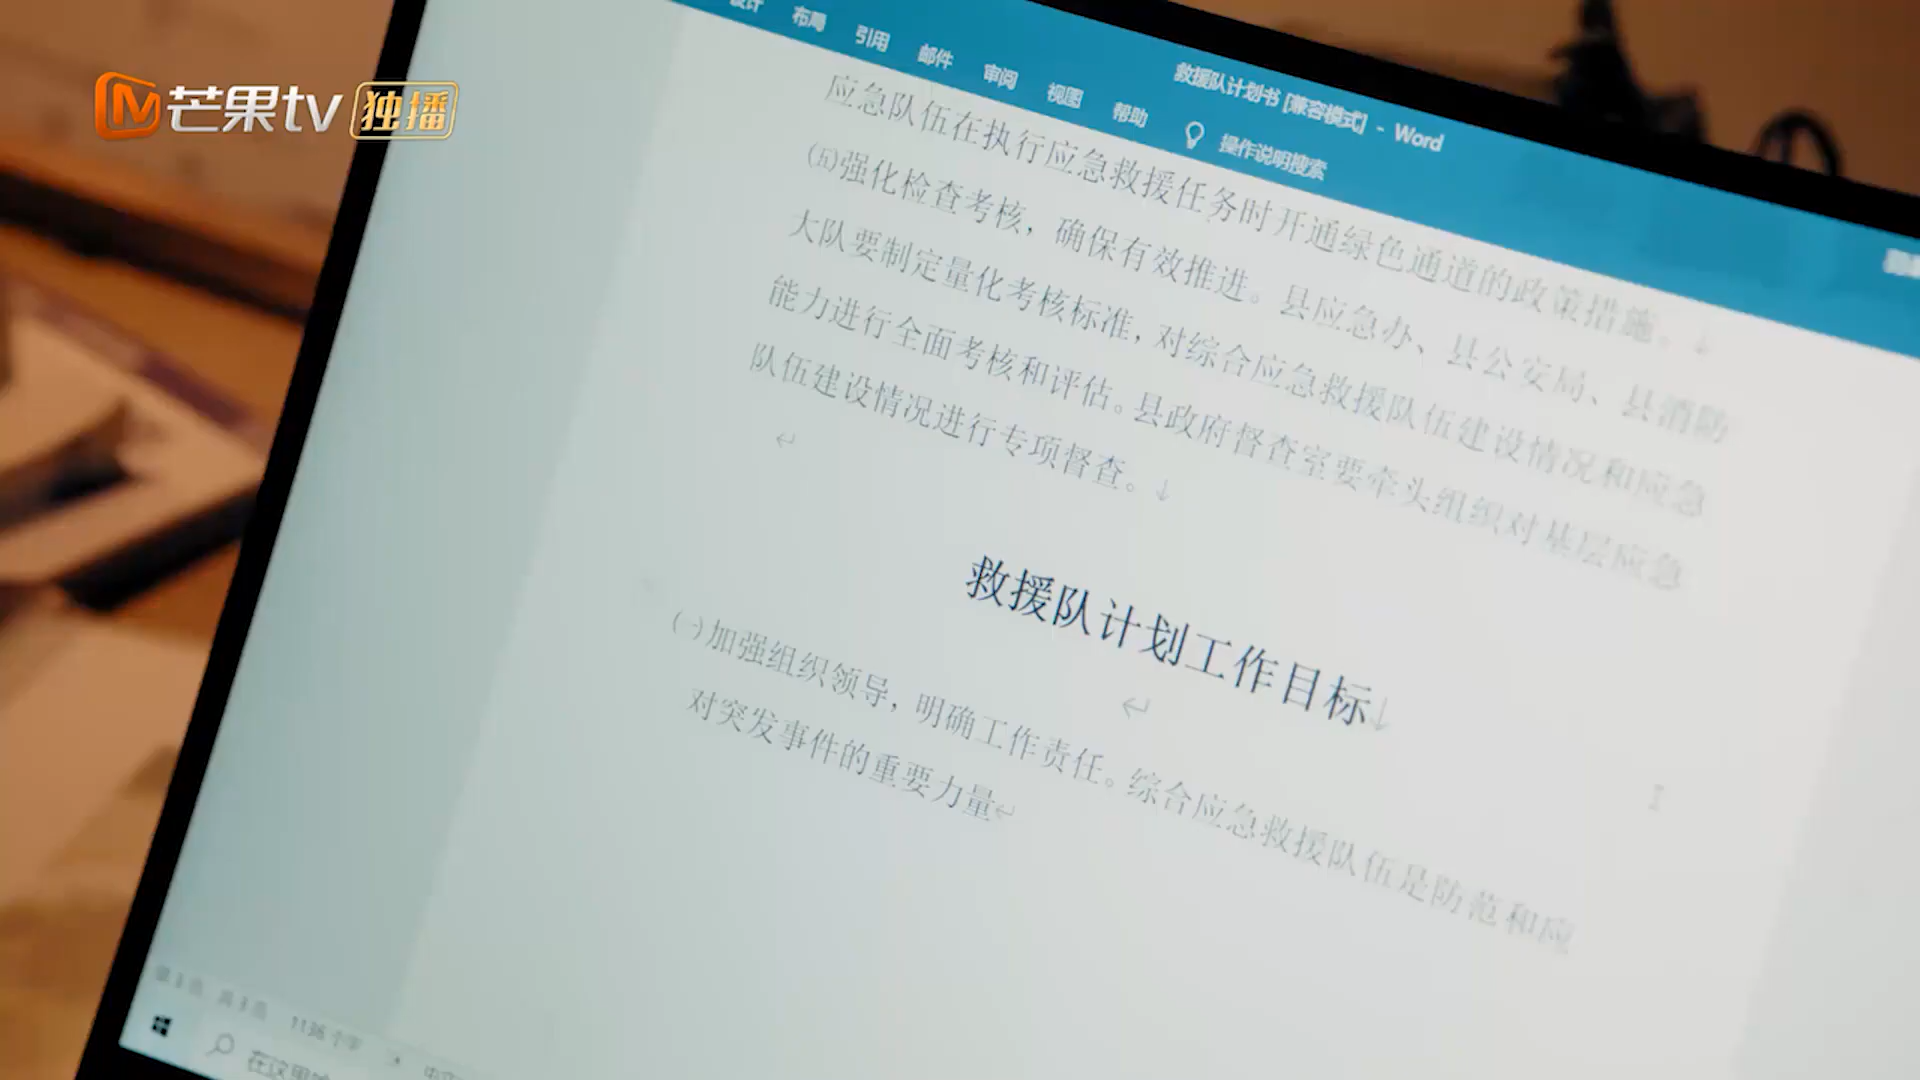 芒果tv 独播
设计 布局 引用 邮件 审阅 视图 帮助 操作说明搜索
救援队计划书 [兼容模式] - Word
应急队伍在执行应急救援任务时开通绿色通道的政策措施。↓
㈤强化检查考核，确保有效推进。县应急办、县公安局、县消防
大队要制定量化考核标准，对综合应急救援队伍建设情况和应急
能力进行全面考核和评估。县政府督查室要牵头组织对基层应急
队伍建设情况进行专项督查。↓
救援队计划工作目标↓
㈠加强组织领导，明确工作责任。综合应急救援队伍是防范和应
对突发事件的重要力量
1136 个字
在这里